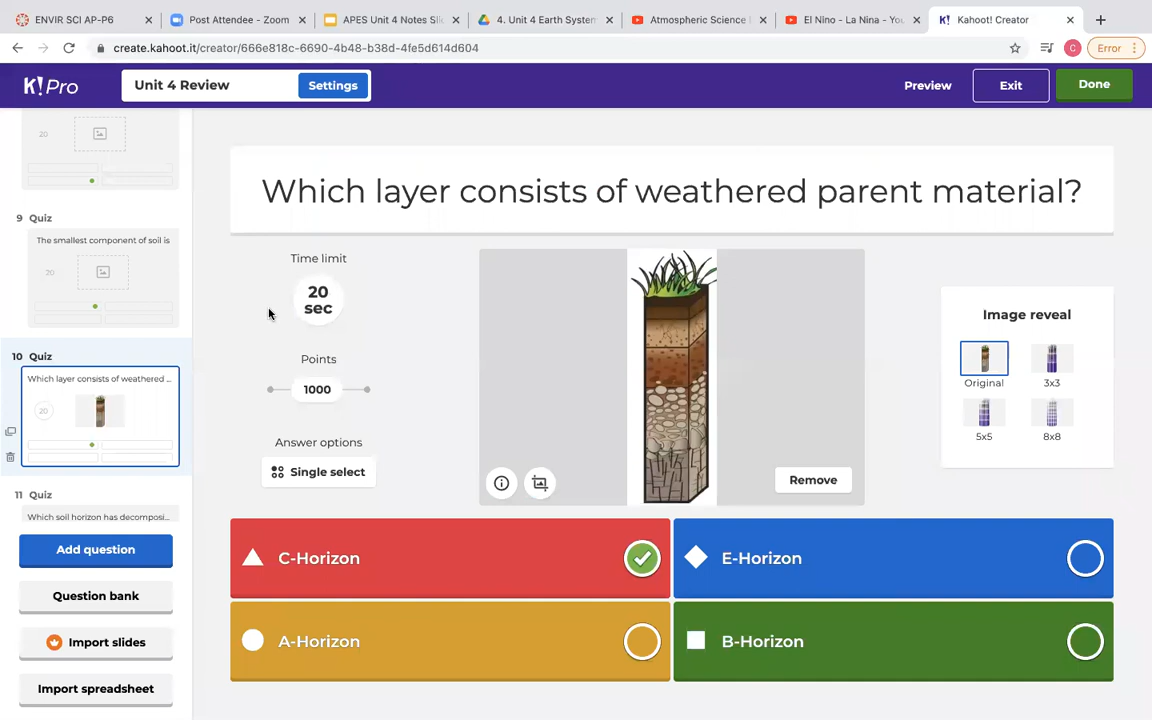 ENVIR SCI AP-P6
Post Attendee - Zoom
APES Unit 4 Notes Sli
4. Unit 4 Earth System
Atmospheric Science
El Nino - La Nina - You
Kahoot! Creator
create.kahoot.it/creator/666e818c-6690-4b48-b38d-4fe5d614d604
C
Error
K!Pro
Unit 4 Review
Settings
Preview
Exit
Done
20
9 Quiz
The smallest component of soil is
20
10 Quiz
Which layer consists of weathered ...
20
11 Quiz
Which soil horizon has decomposi...
Add question
Question bank
Import slides
Import spreadsheet
Which layer consists of weathered parent material?
Time limit
20
sec
Points
1000
Answer options
Single select
Remove
Image reveal
Original
3x3
5x5
8x8
C-Horizon
E-Horizon
A-Horizon
B-Horizon